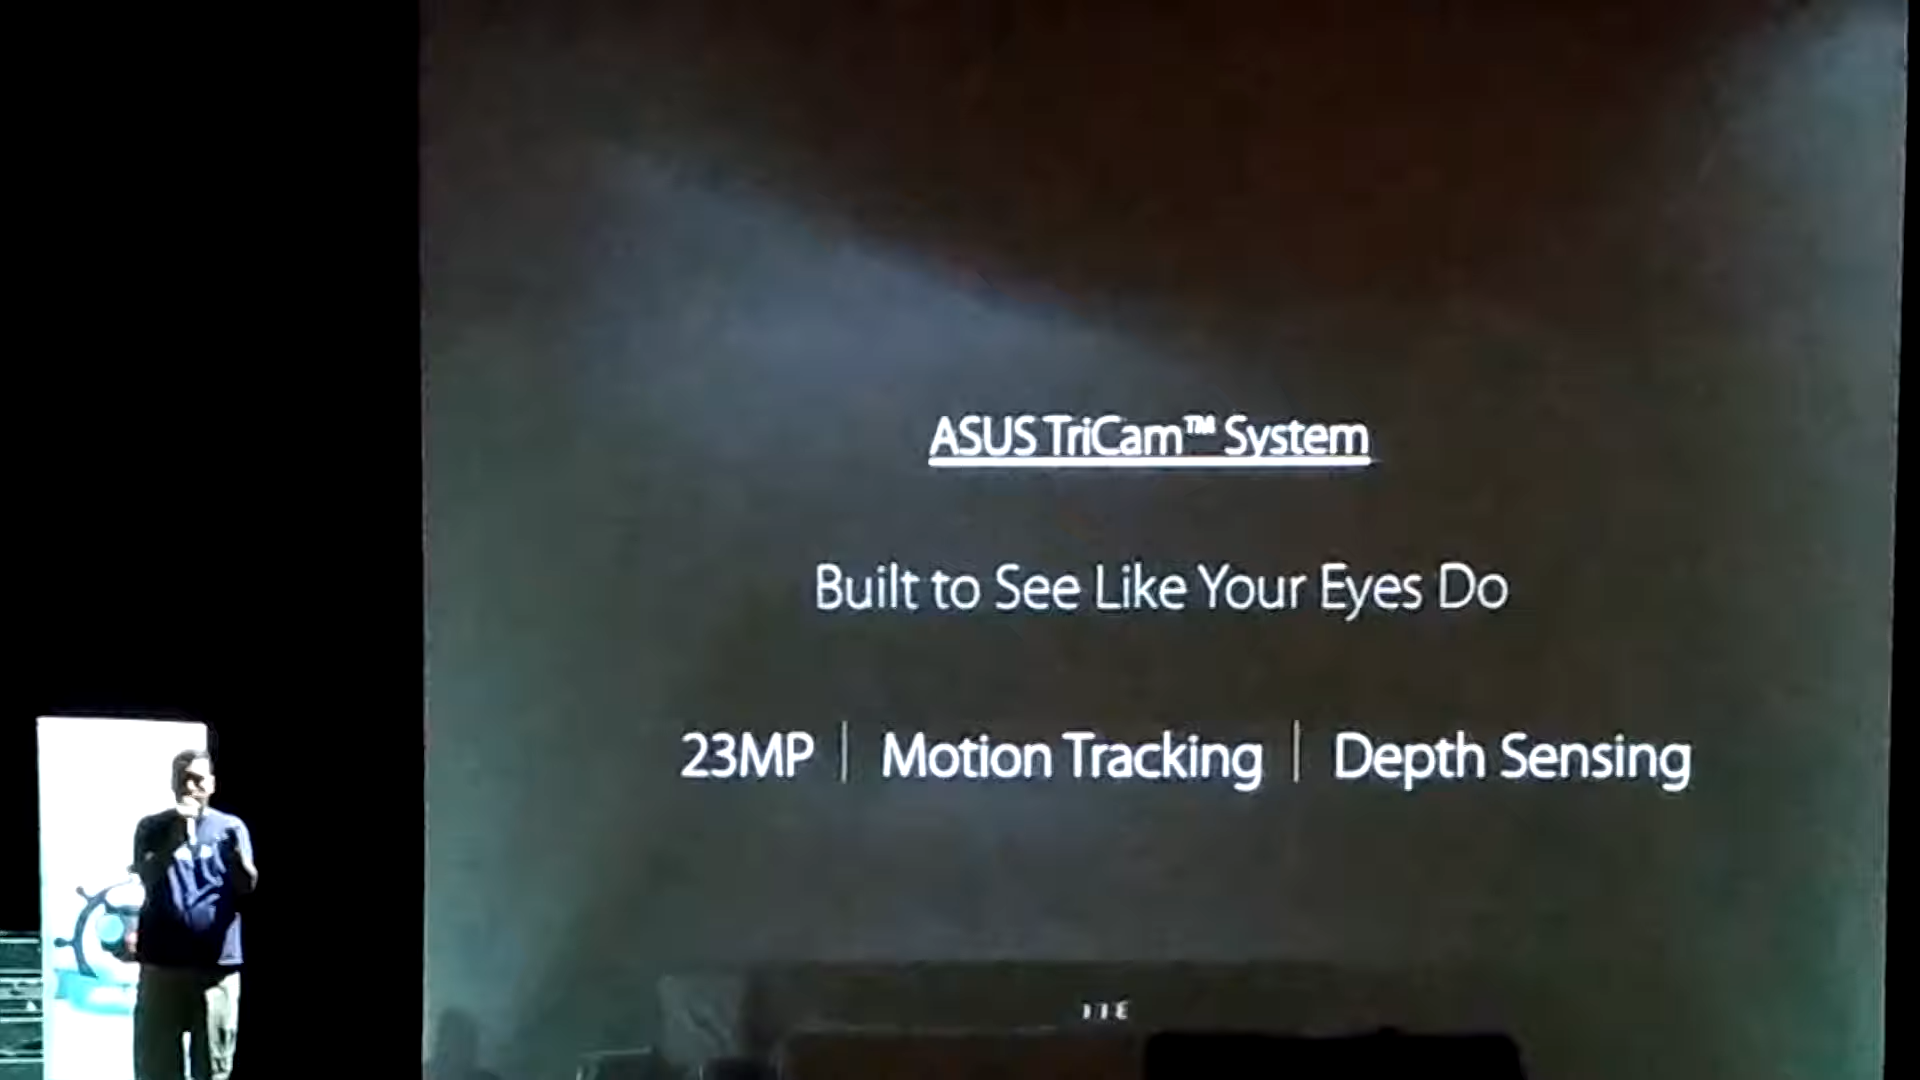 ASUS TriCam™ System
Built to See Like Your Eyes Do
23MP | Motion Tracking | Depth Sensing